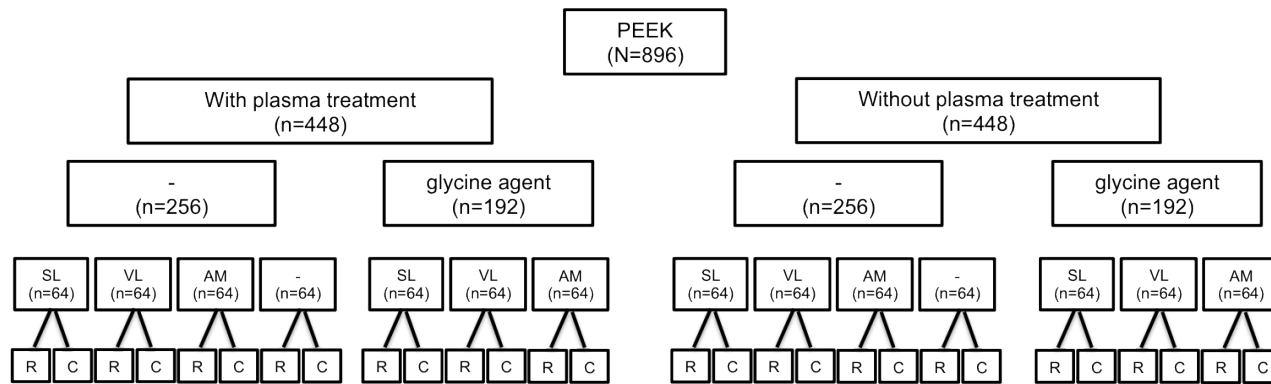 PEEK
(N=896)
With plasma treatment
(n=448)
Without plasma treatment
(n=448)
-
(n=256)
glycine agent
(n=192)
-
(n=256)
glycine agent
(n=192)
SL
(n=64)
VL
(n=64)
AM
(n=64)
-
(n=64)
SL
(n=64)
VL
(n=64)
AM
(n=64)
SL
(n=64)
VL
(n=64)
AM
(n=64)
-
(n=64)
SL
(n=64)
VL
(n=64)
AM
(n=64)
R C R C R C R C R C R C R C R C R C R C R C R C R C R C